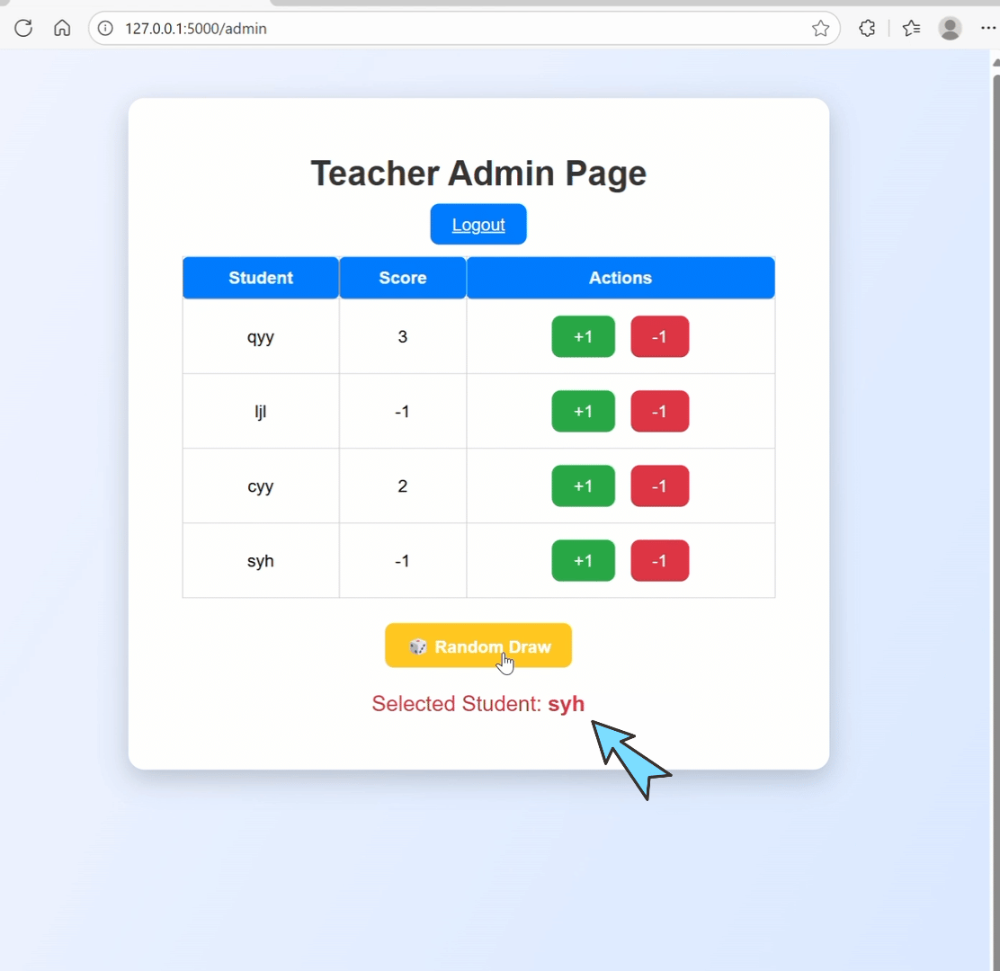 127.0.0.1:5000/admin
Teacher Admin Page
Logout
Student Score Actions
qyy 3 +1 -1
ljl -1 +1 -1
cyy 2 +1 -1
syh -1 +1 -1
🎲 Random Draw
Selected Student: syh